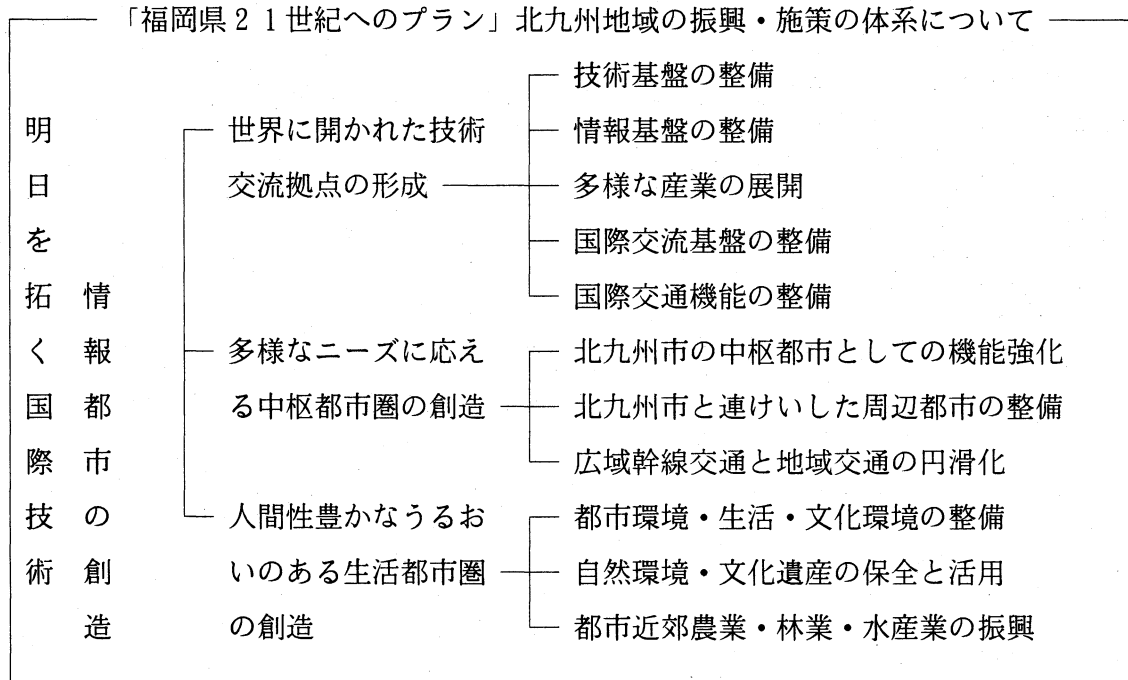 「福岡県２１世紀へのプラン」北九州地域の振興・施策の体系について
明日を拓く国際技術
情報都市の創造
世界に開かれた技術
交流拠点の形成
技術基盤の整備
情報基盤の整備
多様な産業の展開
国際交流基盤の整備
国際交通機能の整備
多様なニーズに応え
る中枢都市圏の創造
北九州市の中枢都市としての機能強化
北九州市と連けいした周辺都市の整備
広域幹線交通と地域交通の円滑化
人間性豊かなうるお
いのある生活都市圏
の創造
都市環境・生活・文化環境の整備
自然環境・文化遺産の保全と活用
都市近郊農業・林業・水産業の振興